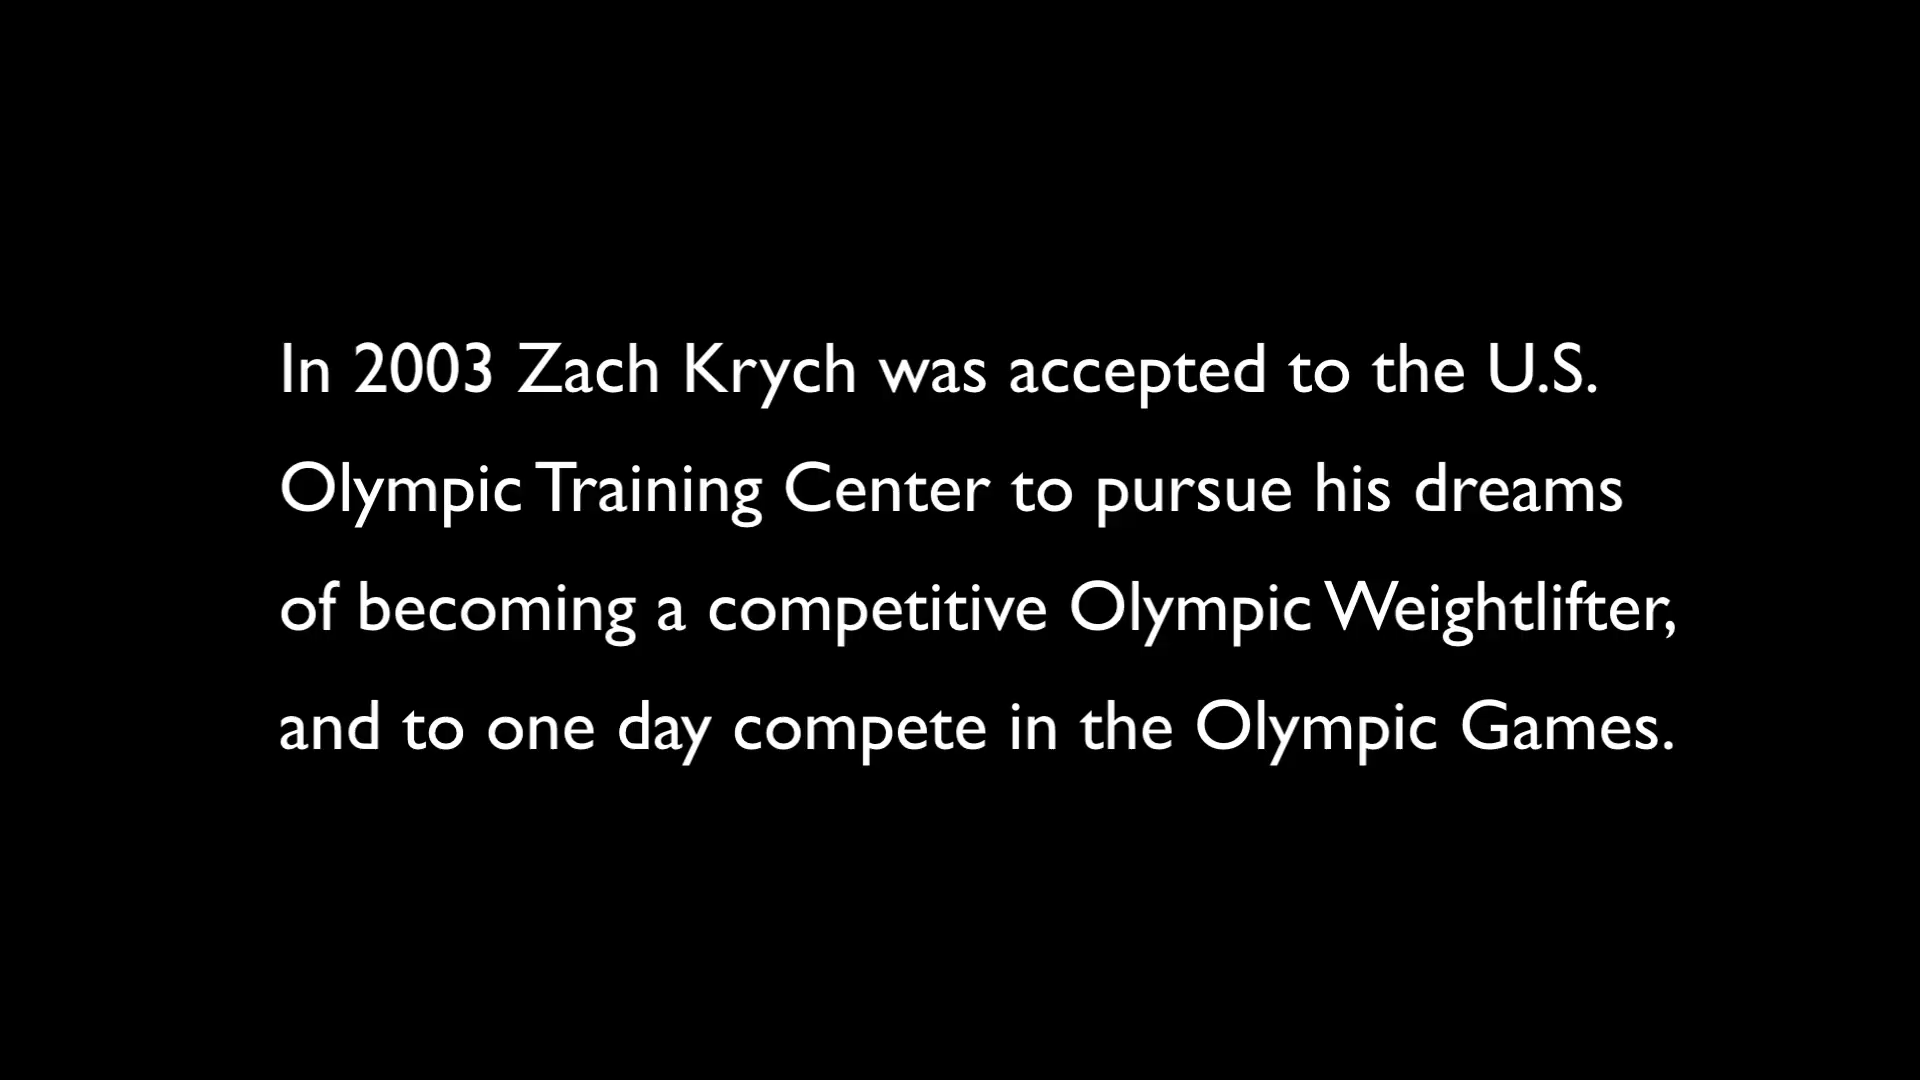 In 2003 Zach Krych was accepted to the U.S.
Olympic Training Center to pursue his dreams
of becoming a competitive Olympic Weightlifter,
and to one day compete in the Olympic Games.